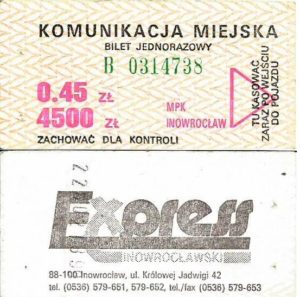 KOMUNIKACJA MIEJSKA
BILET JEDNORAZOWY
B 0314738
0.45 ZŁ
4500 ZŁ
MPK
INOWROCŁAW
ZACHOWAĆ DLA KONTROLI
TU KASOWAĆ
ZARAZ PO WEJŚCIU
DO POJAZDU
Express
INOWROCŁAWSKI
88-100 Inowrocław, ul. Królowej Jadwigi 42
tel. (0536) 579-651, 579-652, tel./fax (0536) 579-653